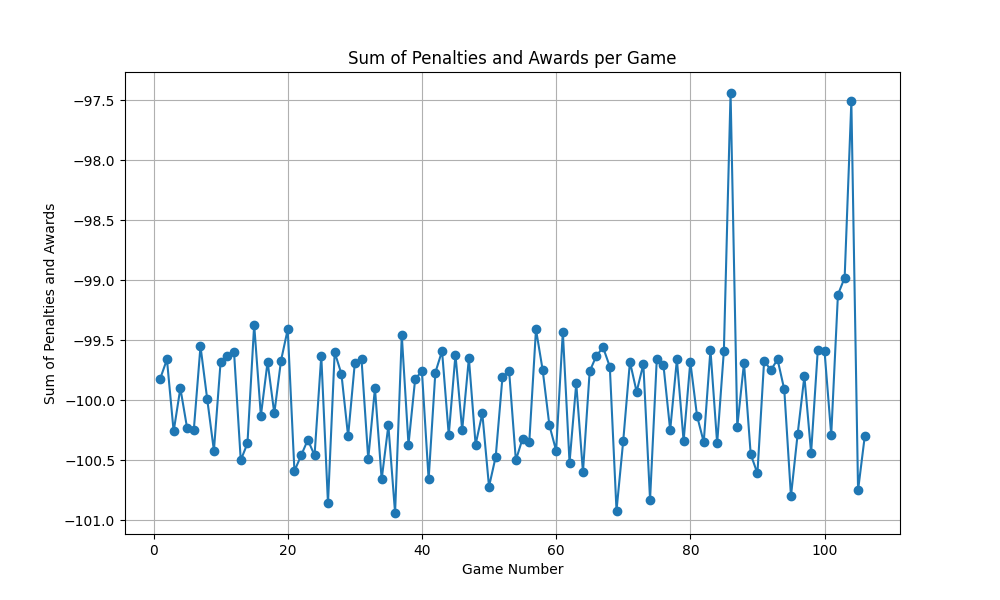 Sum of Penalties and Awards per Game
Sum of Penalties and Awards
−97.5
−98.0
−98.5
−99.0
−99.5
−100.0
−100.5
−101.0
0 20 40 60 80 100
Game Number